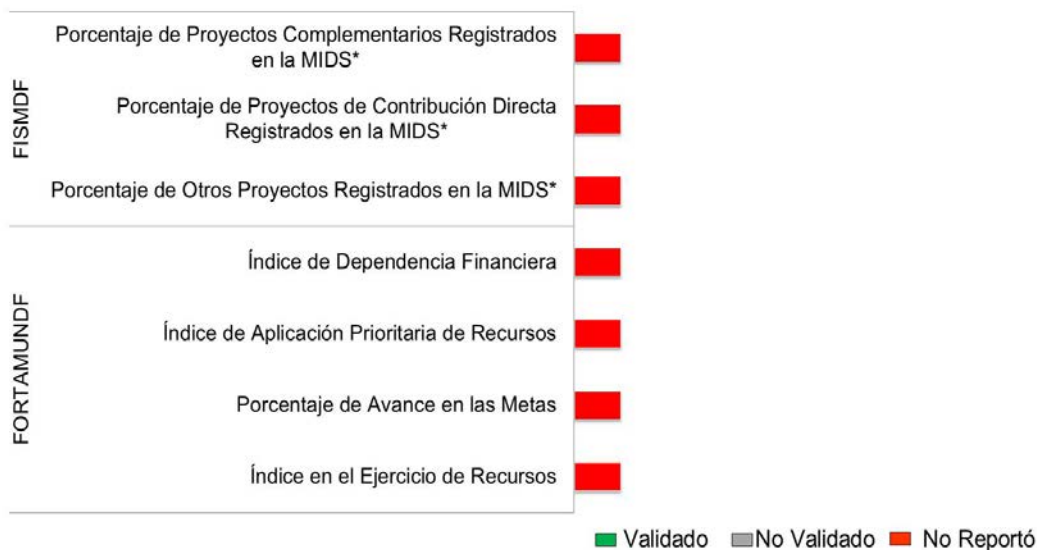 FISMDF
Porcentaje de Proyectos Complementarios Registrados
en la MIDS*
Porcentaje de Proyectos de Contribución Directa
Registrados en la MIDS*
Porcentaje de Otros Proyectos Registrados en la MIDS*
FORTAMUNDF
Índice de Dependencia Financiera
Índice de Aplicación Prioritaria de Recursos
Porcentaje de Avance en las Metas
Índice en el Ejercicio de Recursos
Validado No Validado No Reportó